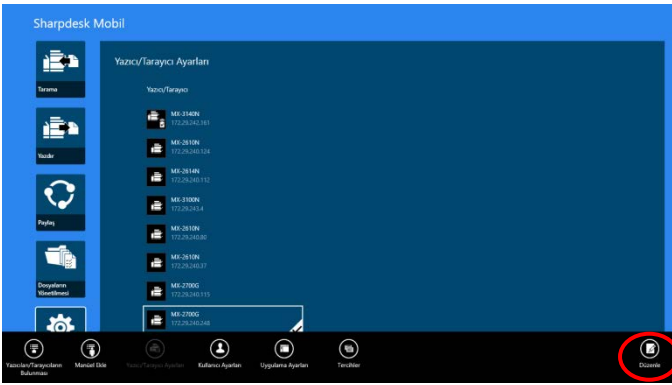 Sharpdesk Mobil
Yazıcı/Tarayıcı Ayarları
Yazıcı/Tarayıcı
Tarama
MX-3140N
172.29.242.161
MX-2610N
172.29.240.124
Yazdır
MX-2614N
172.29.240.112
MX-3100N
172.29.243.4
Paylaş
MX-2610N
172.29.240.80
MX-2610N
172.29.240.37
Dosyaların
Yönetilmesi
MX-2700G
172.29.240.115
MX-2700G
172.29.240.248
Yazıcıları/Tarayıcıların
Bulunması
Manüel Ekle
Yazıcı/Tarayıcı Ayarları
Kullanıcı Ayarları
Uygulama Ayarları
Tercihler
Düzenle